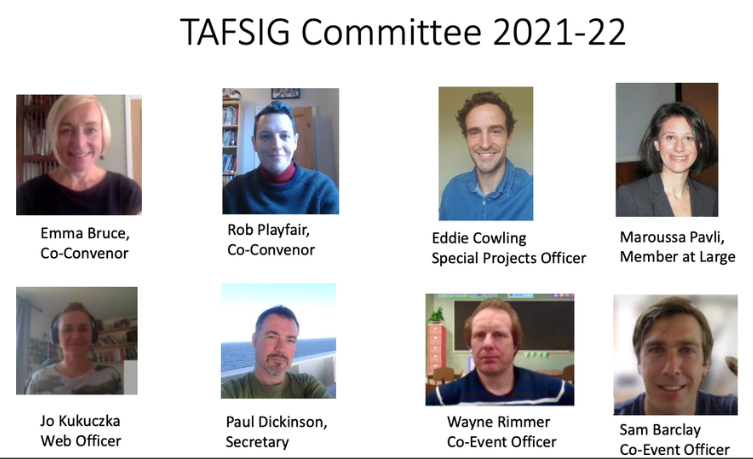 TAFSIG Committee 2021-22
Emma Bruce,
Co-Convenor
Rob Playfair,
Co-Convenor
Eddie Cowling
Special Projects Officer
Maroussa Pavli,
Member at Large
Jo Kukuczka
Web Officer
Paul Dickinson,
Secretary
Wayne Rimmer
Co-Event Officer
Sam Barclay
Co-Event Officer